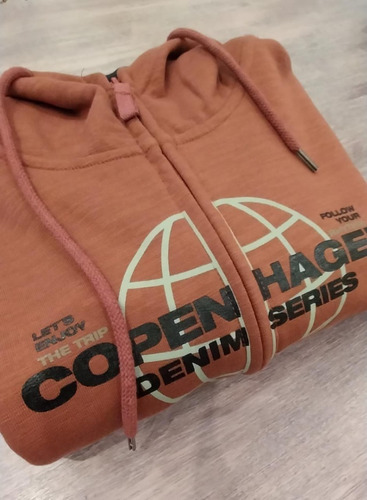 LET'S
ENJOY
THE TRIP
FOLLOW
YOUR
COPENHAGE
DENIM SERIES